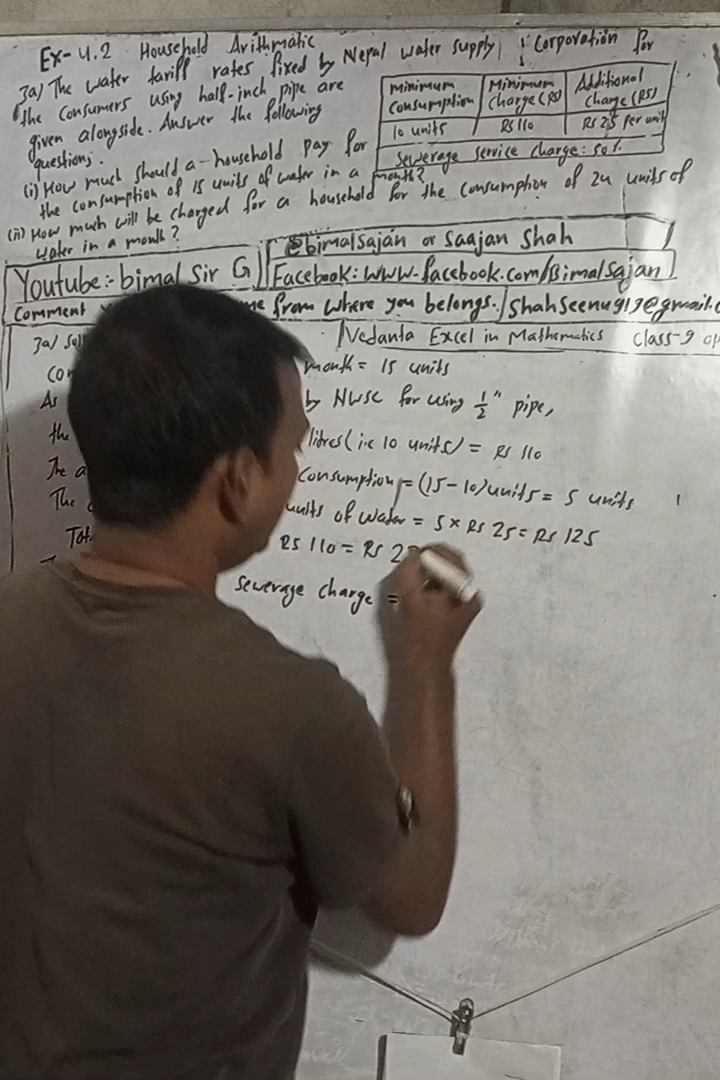 Ex- 4.2 Household Arithmatic
3a) The water tariff rates fixed by Nepal water supply Corporation for
the consumers using half-inch pipe are
given alongside. Answer the following
questions.
Minimum consumption | Minimum charge (RS) | Additional charge (RS)
10 units | RS 110 | RS 25 per unit
Sewerage service charge: 50%
(i) How much should a household pay for
the consumption of 15 units of water in a month?
(ii) How much will be charged for a household for the consumption of 24 units of
water in a month?
@bimalsajan or Saajan Shah
Youtube:- bimal Sir G
Facebook: www.facebook.com/Bimalsajan
Comment me from where you belongs. / Shahseenu913@gmail.
Vedanta Excel in Mathematics Class-9
3a) Sol
month = 15 units
As by NWSC for using 1/2" pipe,
the litres (i.e 10 units) = RS 110
The a Consumption = (15-10) units = 5 units
The units of water = 5 × RS 25 = RS 125
Tot RS 110 = RS
sewerage charge =